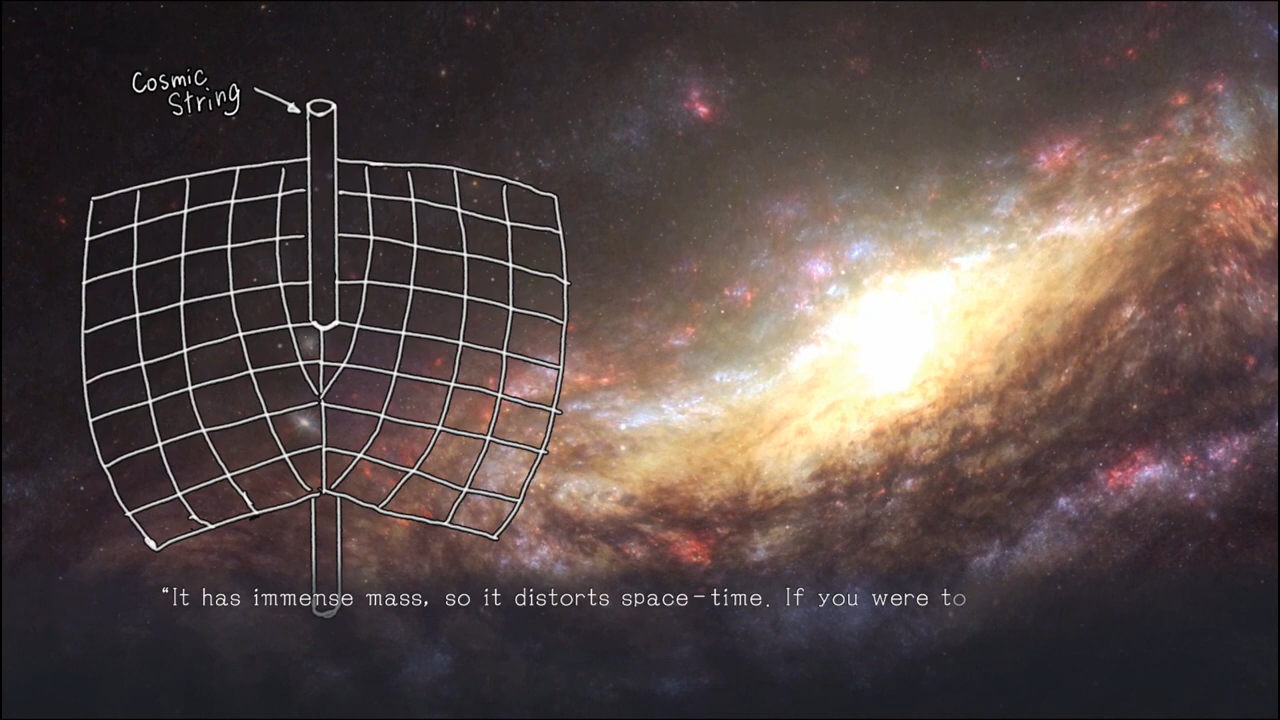 Cosmic
String
“It has immense mass, so it distorts space-time. If you were to